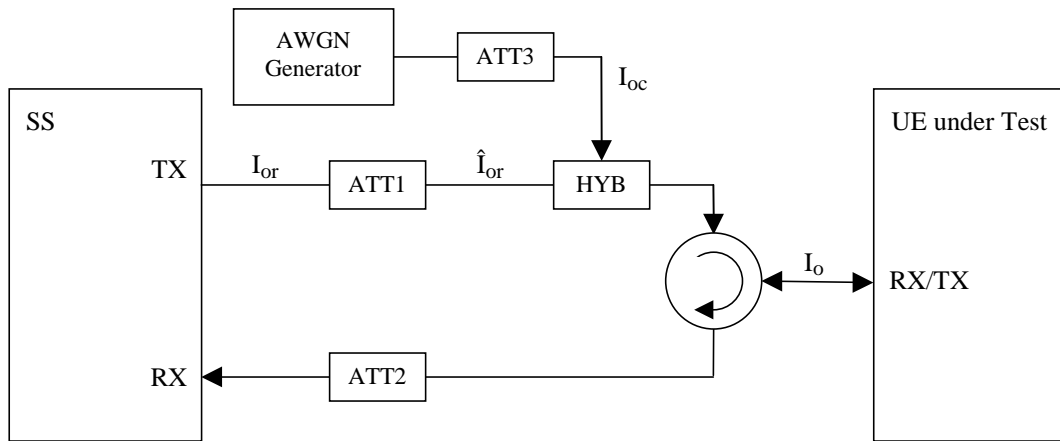 AWGN
Generator
ATT3
I_oc
SS
UE under Test
TX
I_or
ATT1
Î_or
HYB
I_o
RX/TX
RX
ATT2